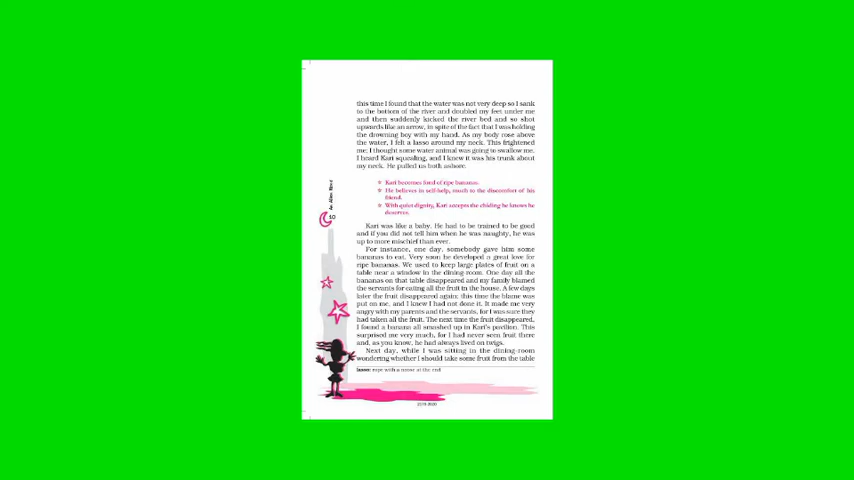 this time I found that the water was not very deep so I sank
to the bottom of the river and doubled my feet under me
and then suddenly kicked the river bed and so shot
upwards like an arrow, in spite of the fact that I was holding
the drowning boy with my hand. As my body rose above
the water, I felt a lasso around my neck. This frightened
me; I thought some water animal was going to swallow me.
I heard Kari squealing, and I knew it was his trunk about
my neck. He pulled us both ashore.
Kari becomes fond of ripe bananas.
He believes in self-help, much to the discomfort of his
friend.
With quiet dignity, Kari accepts the chiding he knows he
deserves.
An Alien Hand
10
Kari was like a baby. He had to be trained to be good
and if you did not tell him when he was naughty, he was
up to more mischief than ever.
For instance, one day, somebody gave him some
bananas to eat. Very soon he developed a great love for
ripe bananas. We used to keep large plates of fruit on a
table near a window in the dining-room. One day all the
bananas on that table disappeared and my family blamed
the servants for eating all the fruit in the house. A few days
later the fruit disappeared again; this time the blame was
put on me, and I knew I had not done it. It made me very
angry with my parents and the servants, for I was sure they
had taken all the fruit. The next time the fruit disappeared,
I found a banana all smashed up in Kari's pavilion. This
surprised me very much, for I had never seen fruit there
and, as you know, he had always lived on twigs.
Next day, while I was sitting in the dining-room
wondering whether I should take some fruit from the table
lasso: rope with a noose at the end